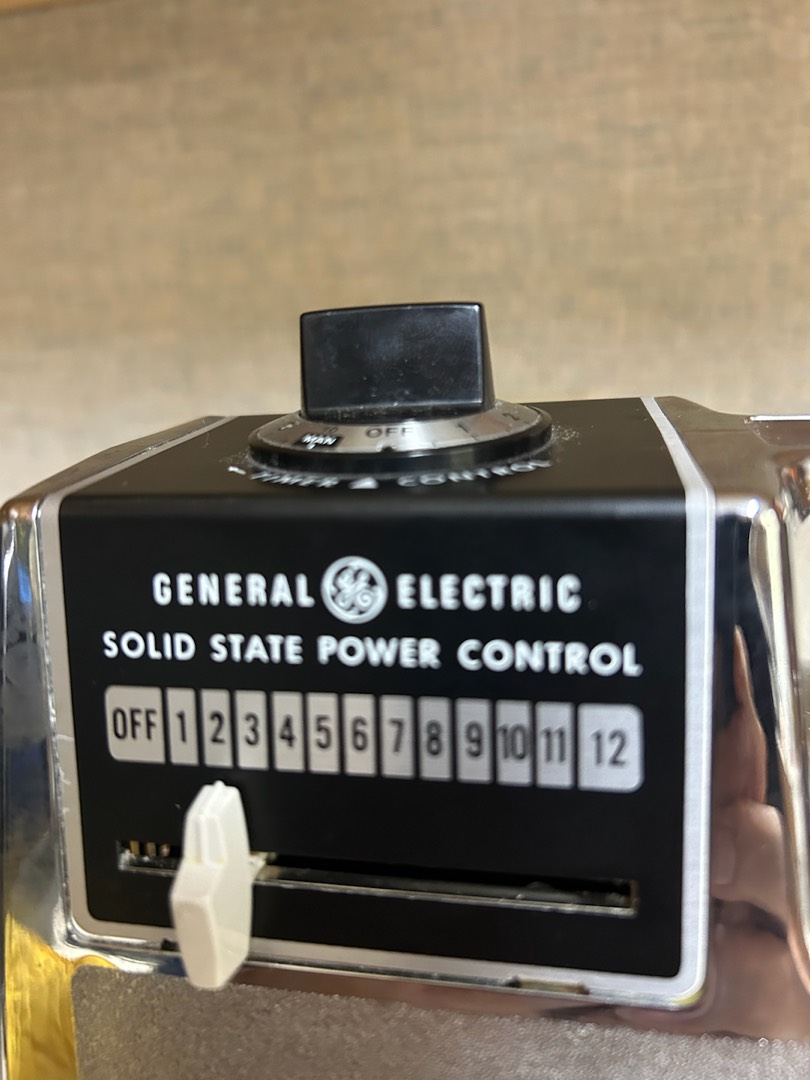 MAN OFF
TIMER CONTROL
GENERAL GE ELECTRIC
SOLID STATE POWER CONTROL
OFF 1 2 3 4 5 6 7 8 9 10 11 12